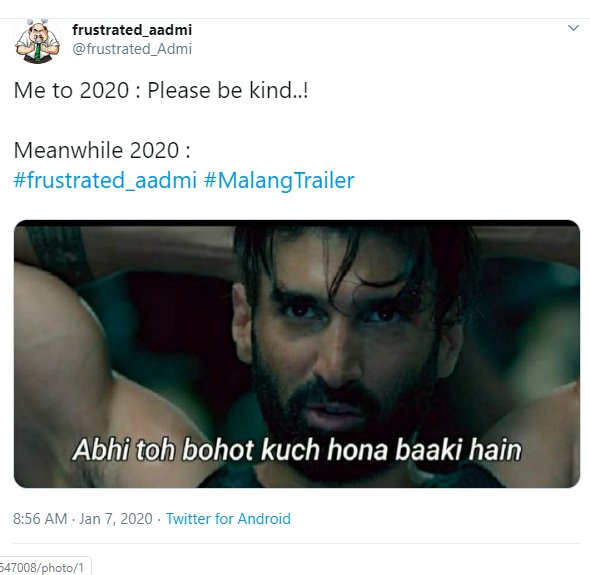 frustrated_aadmi
@frustrated_Admi
Me to 2020 : Please be kind..!
Meanwhile 2020 :
#frustrated_aadmi #MalangTrailer
Abhi toh bohot kuch hona baaki hain
8:56 AM · Jan 7, 2020 · Twitter for Android
547008/photo/1